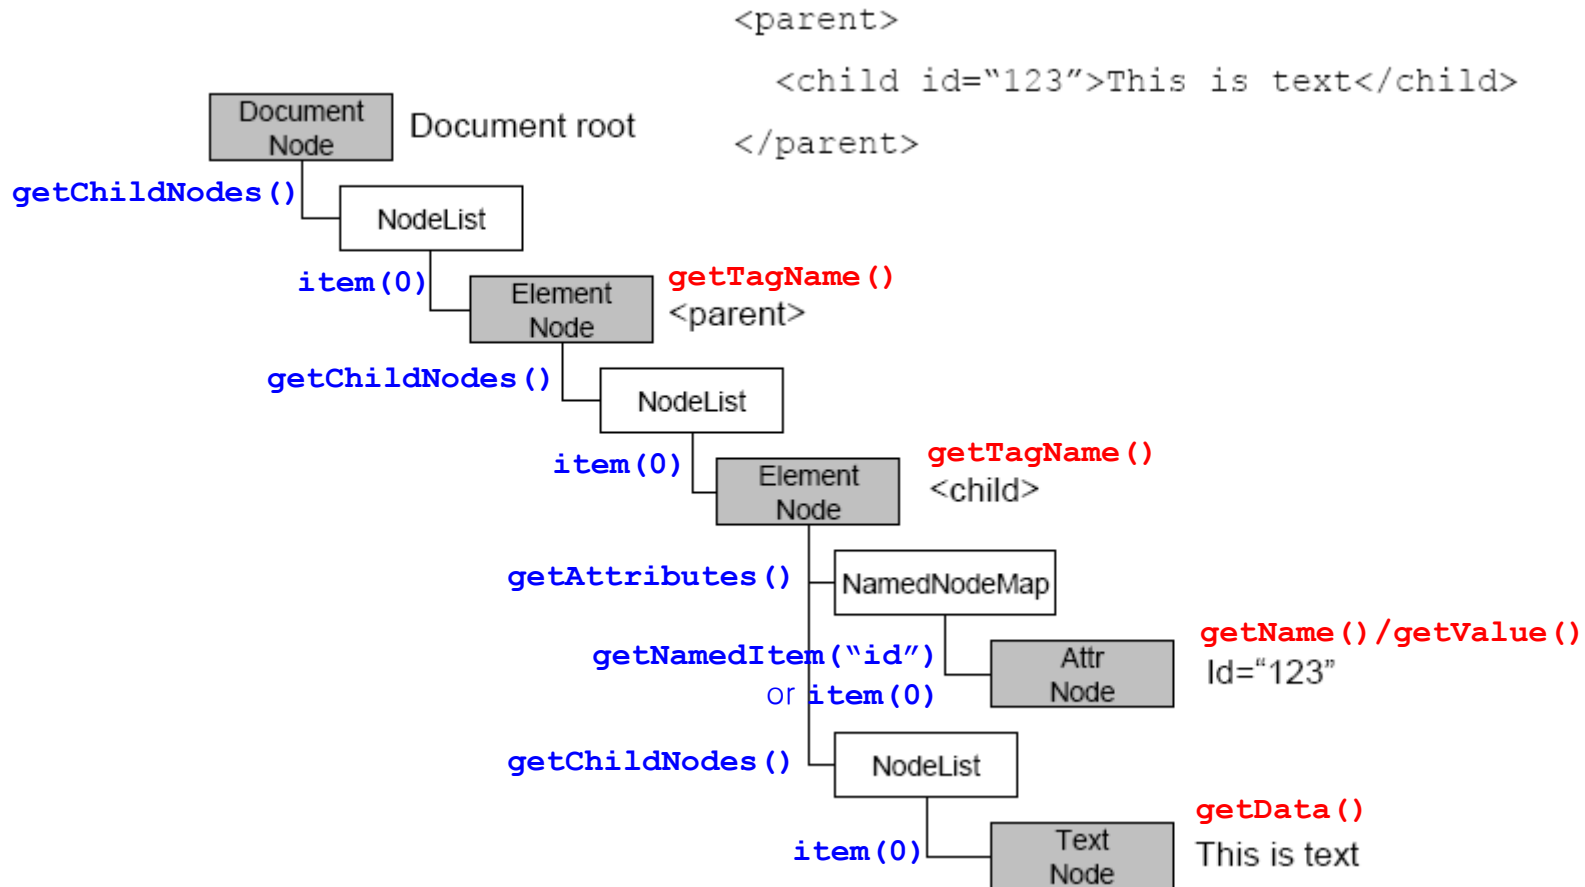 <parent>
<child id=“123”>This is text</child>
</parent>
Document
Node
Document root
getChildNodes()
NodeList
item(0)
Element
Node
getTagName()
<parent>
getChildNodes()
NodeList
item(0)
Element
Node
getTagName()
<child>
getAttributes()
NamedNodeMap
getNamedItem(“id”)
or item(0)
Attr
Node
getName()/getValue()
Id=“123”
getChildNodes()
NodeList
item(0)
Text
Node
getData()
This is text